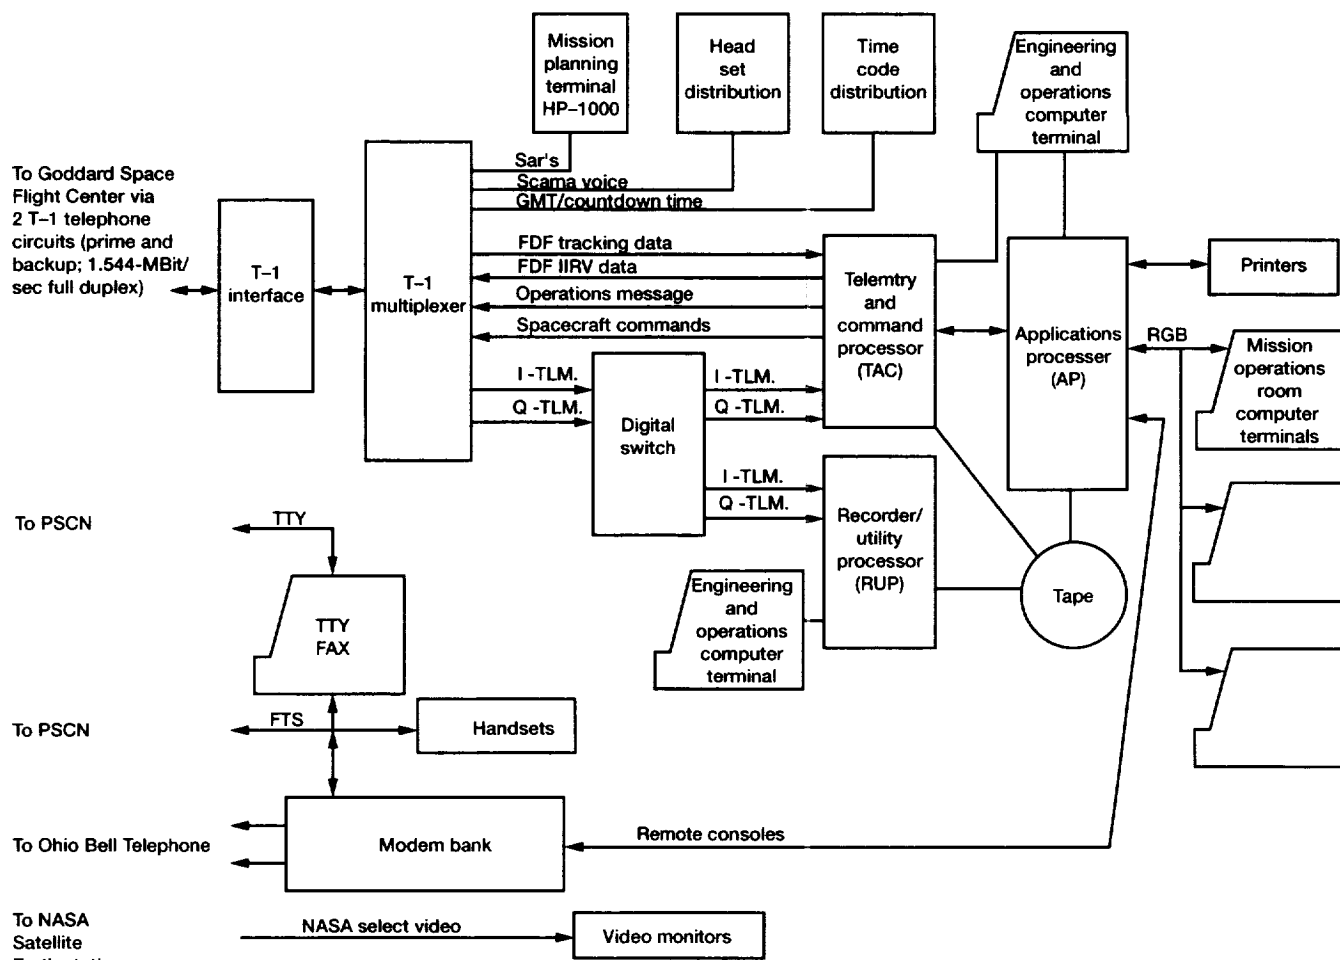 Mission
planning
terminal
HP–1000
Head
set
distribution
Time
code
distribution
Engineering
and
operations
computer
terminal
To Goddard Space
Flight Center via
2 T–1 telephone
circuits (prime and
backup; 1.544-MBit/
sec full duplex)
T–1
interface
T–1
multiplexer
Sar's
Scama voice
GMT/countdown time
FDF tracking data
FDF IIRV data
Operations message
Spacecraft commands
I -TLM.
Q -TLM.
Digital
switch
I -TLM.
Q -TLM.
I -TLM.
Q -TLM.
Telemtry
and
command
processor
(TAC)
Applications
processer
(AP)
Printers
RGB
Mission
operations
room
computer
terminals
Recorder/
utility
processor
(RUP)
Engineering
and
operations
computer
terminal
Tape
To PSCN
TTY
TTY
FAX
To PSCN
FTS
Handsets
To Ohio Bell Telephone
Modem bank
Remote consoles
To NASA
Satellite
NASA select video
Video monitors